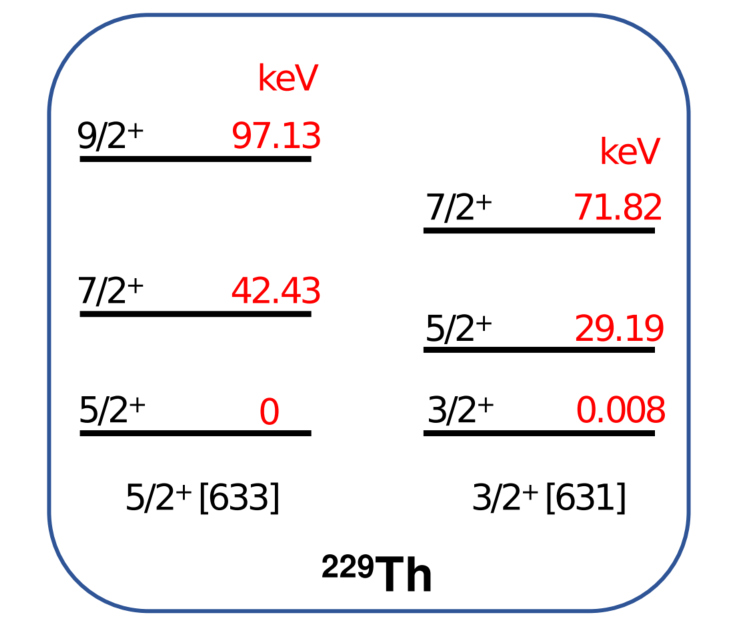 keV
9/2⁺ 97.13
7/2⁺ 42.43
5/2⁺ 0
5/2⁺ [633]
keV
7/2⁺ 71.82
5/2⁺ 29.19
3/2⁺ 0.008
3/2⁺ [631]
²²⁹Th